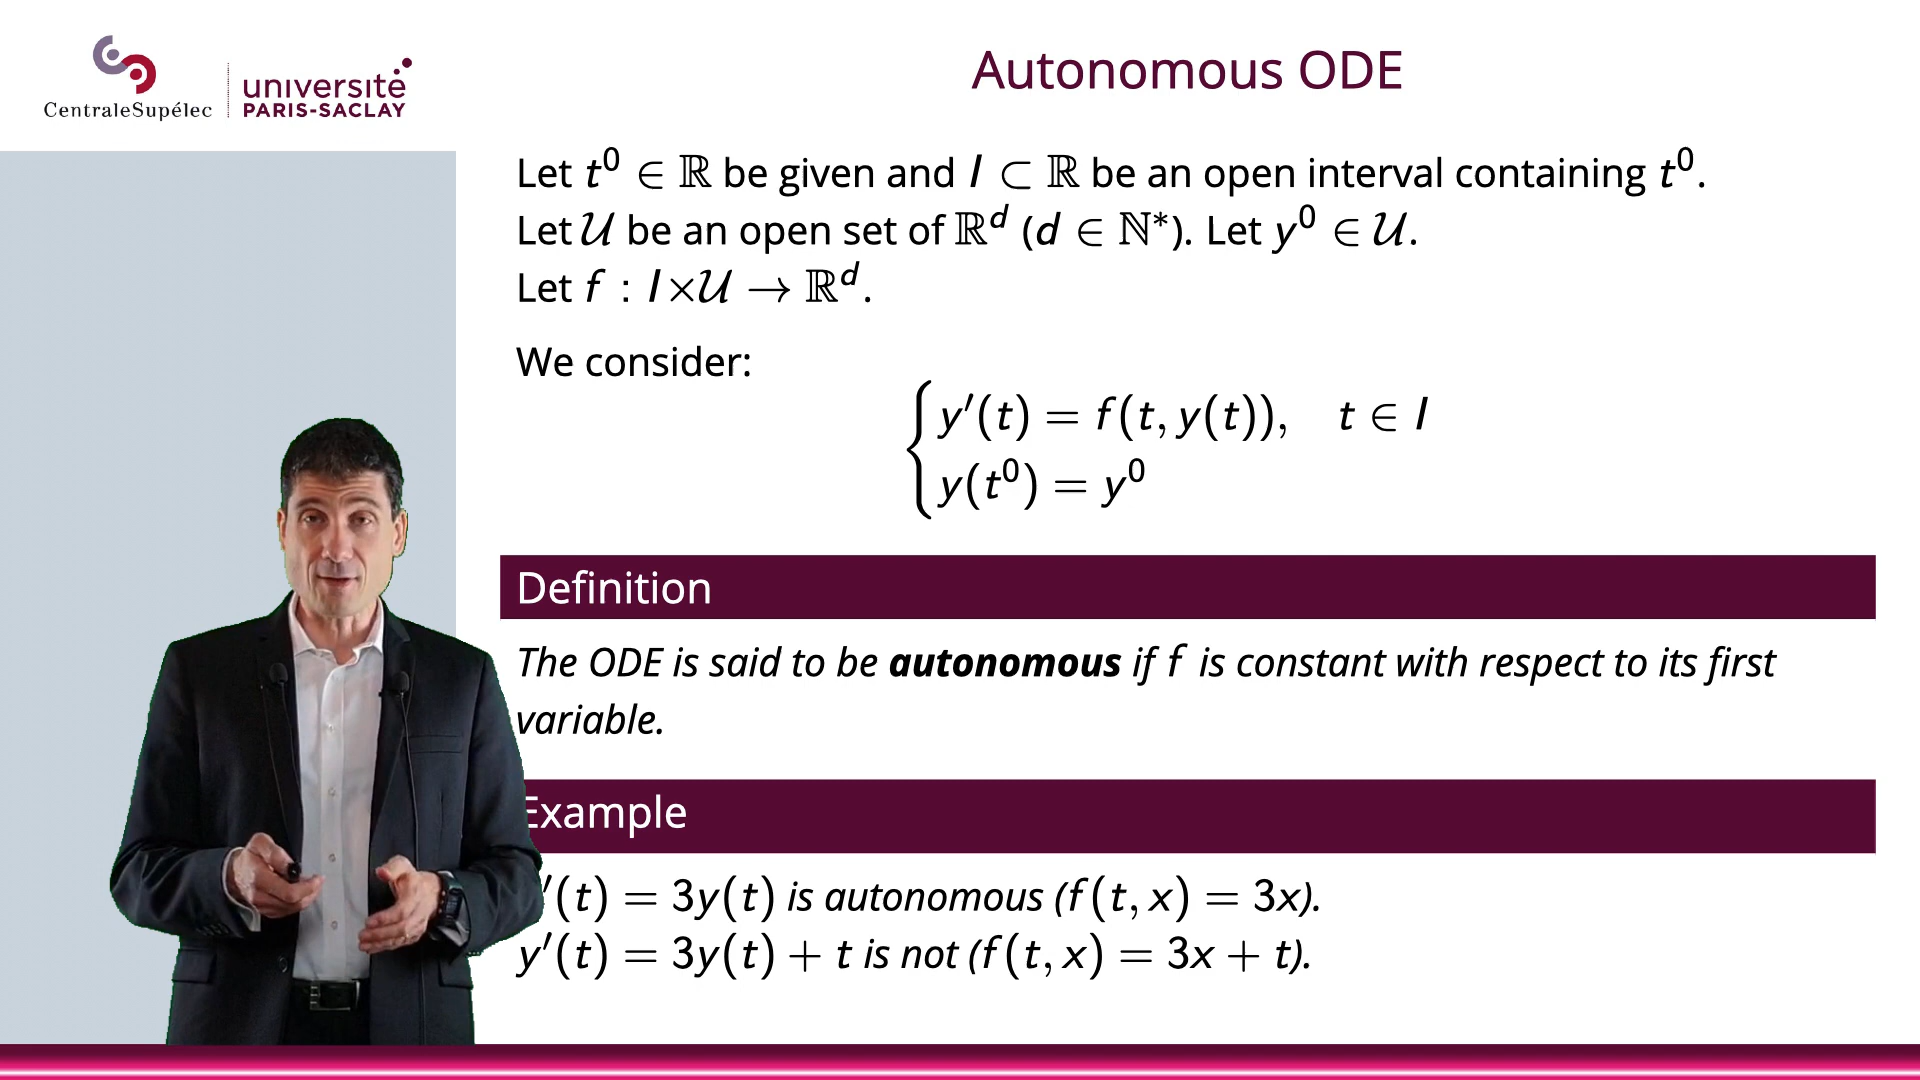 CentraleSupélec
université
PARIS-SACLAY
Autonomous ODE
Let t⁰ ∈ ℝ be given and I ⊂ ℝ be an open interval containing t⁰.
Let 𝒰 be an open set of ℝᵈ (d ∈ ℕ*). Let y⁰ ∈ 𝒰.
Let f : I×𝒰 → ℝᵈ.
We consider:
y′(t) = f(t, y(t)), t ∈ I
y(t⁰) = y⁰
Definition
The ODE is said to be autonomous if f is constant with respect to its first
variable.
Example
′(t) = 3y(t) is autonomous (f(t, x) = 3x).
y′(t) = 3y(t) + t is not (f(t, x) = 3x + t).